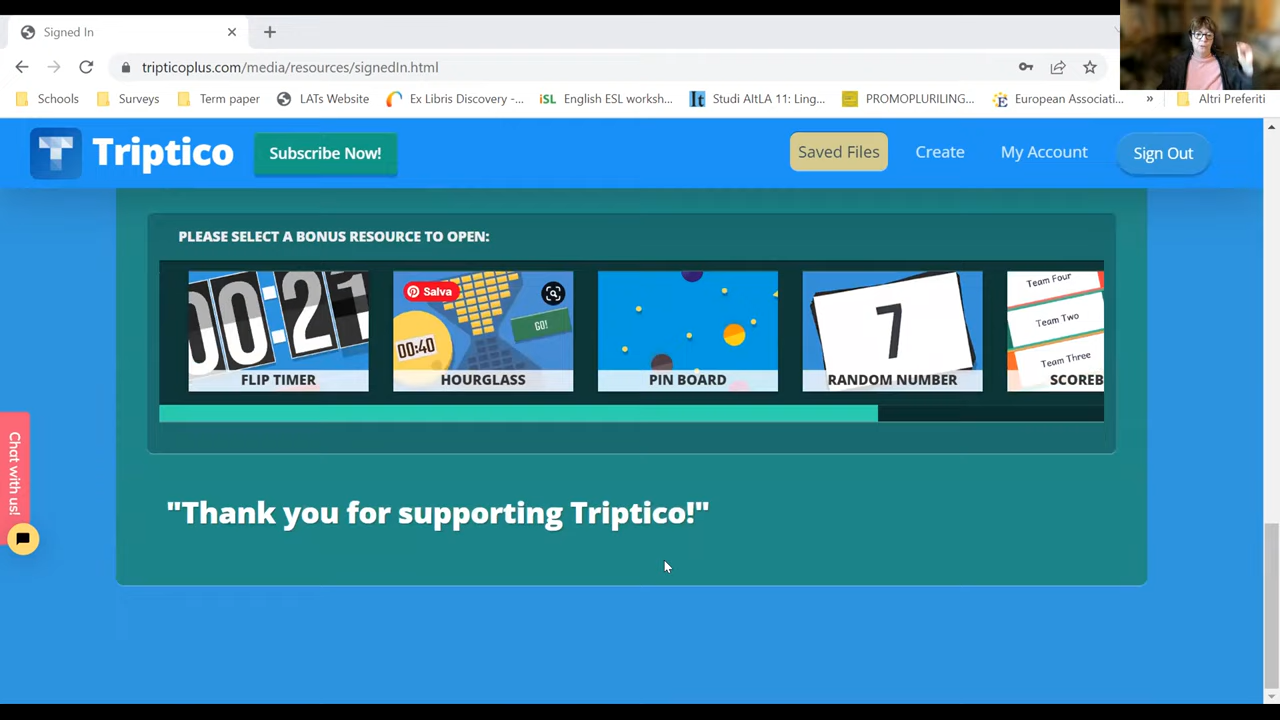 Signed In
tripticoplus.com/media/resources/signedIn.html
Schools Surveys Term paper LATs Website Ex Libris Discovery -... iSL English ESL worksh... It Studi AltLA 11: Ling... PROMOPLURILING... European Associati... » Altri Preferiti
T Triptico Subscribe Now! Saved Files Create My Account Sign Out
PLEASE SELECT A BONUS RESOURCE TO OPEN:
00:21
Salva
00:40
GO!
7
Team Four
Team Two
Team Three
FLIP TIMER HOURGLASS PIN BOARD RANDOM NUMBER SCOREB
Chat with us!
"Thank you for supporting Triptico!"